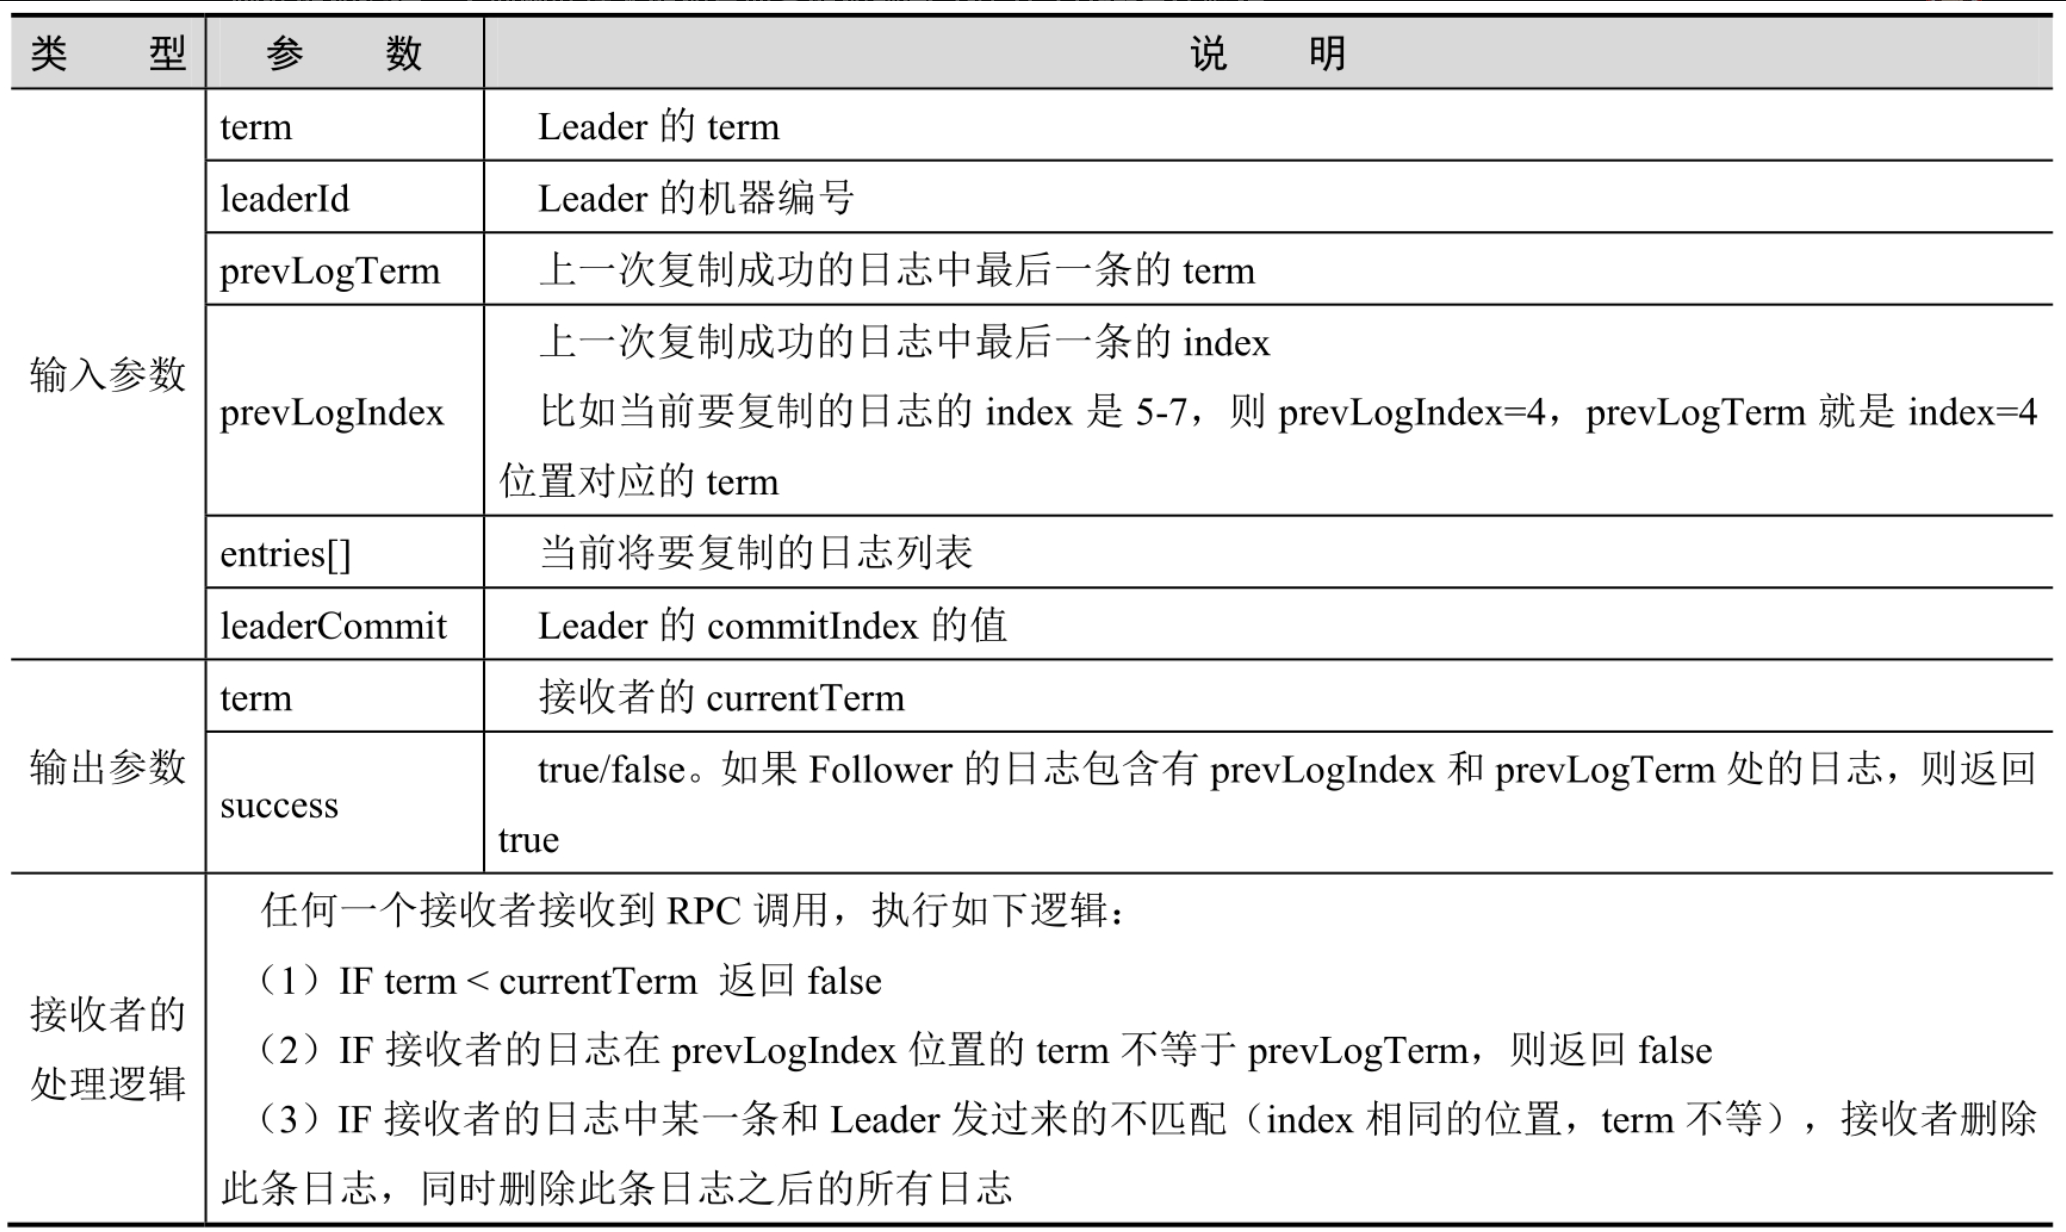 类 型 参 数 说 明
term Leader 的 term
leaderId Leader 的机器编号
prevLogTerm 上一次复制成功的日志中最后一条的 term
输入参数
prevLogIndex
上一次复制成功的日志中最后一条的 index
比如当前要复制的日志的 index 是 5-7，则 prevLogIndex=4，prevLogTerm 就是 index=4
位置对应的 term
entries[] 当前将要复制的日志列表
leaderCommit Leader 的 commitIndex 的值
输出参数
term 接收者的 currentTerm
success
true/false。如果 Follower 的日志包含有 prevLogIndex 和 prevLogTerm 处的日志，则返回
true
接收者的
处理逻辑
任何一个接收者接收到 RPC 调用，执行如下逻辑：
（1）IF term < currentTerm 返回 false
（2）IF 接收者的日志在 prevLogIndex 位置的 term 不等于 prevLogTerm，则返回 false
（3）IF 接收者的日志中某一条和 Leader 发过来的不匹配（index 相同的位置，term 不等），接收者删除
此条日志，同时删除此条日志之后的所有日志